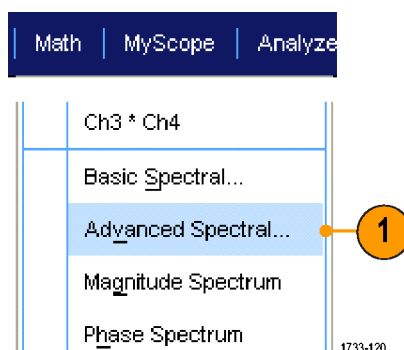 Math | MyScope | Analyze
Ch3 * Ch4
Basic Spectral...
Advanced Spectral...
1
Magnitude Spectrum
Phase Spectrum
1733-120